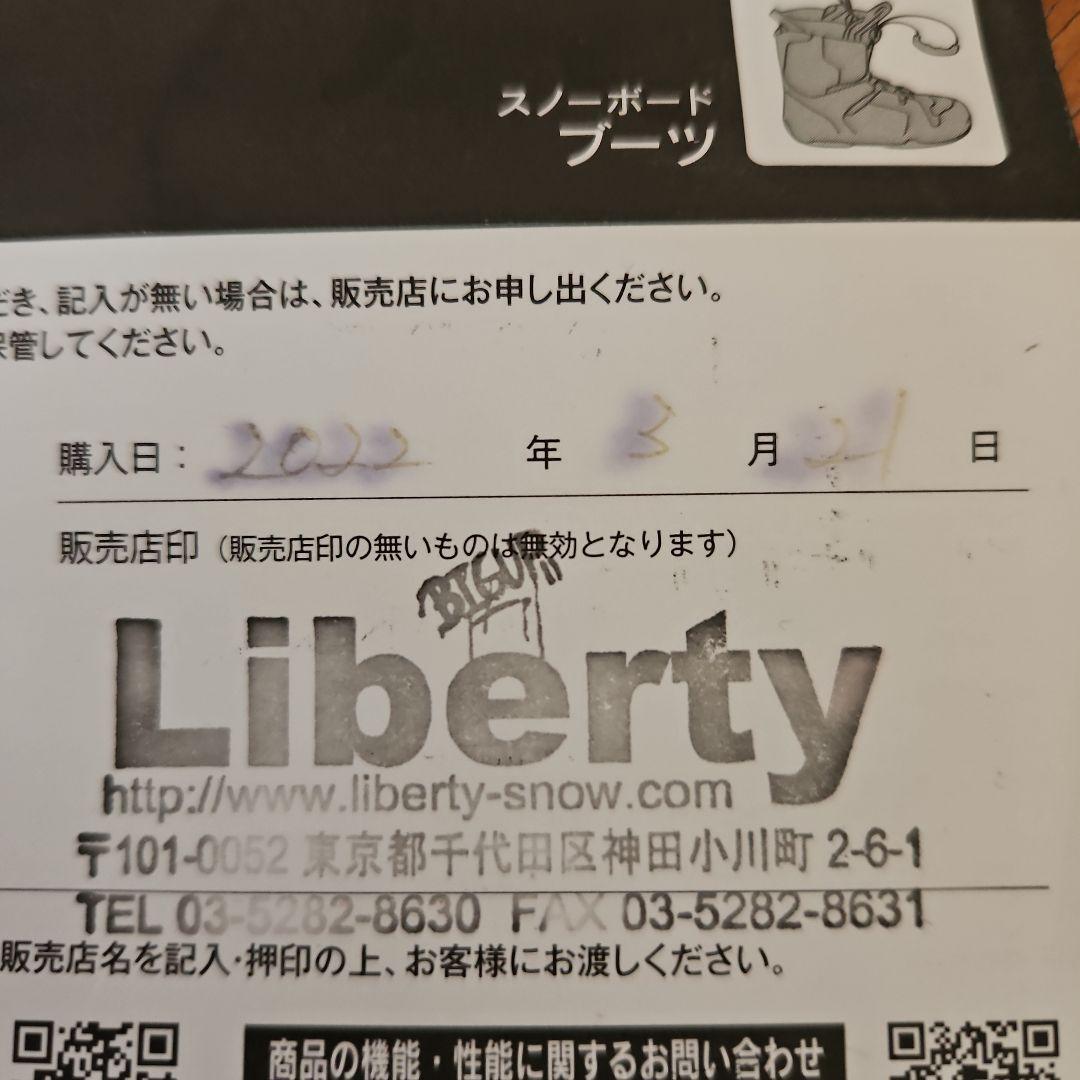 スノーボード
ブーツ
だき、記入が無い場合は、販売店にお申し出ください。
保管してください。
購入日： 2022 年 3 月 21 日
販売店印（販売店印の無いものは無効となります）
BIGUP!!
Liberty
http://www.liberty-snow.com
〒101-0052 東京都千代田区神田小川町 2-6-1
TEL 03-5282-8630 FAX 03-5282-8631
販売店名を記入・押印の上、お客様にお渡しください。
商品の機能・性能に関するお問い合わせ